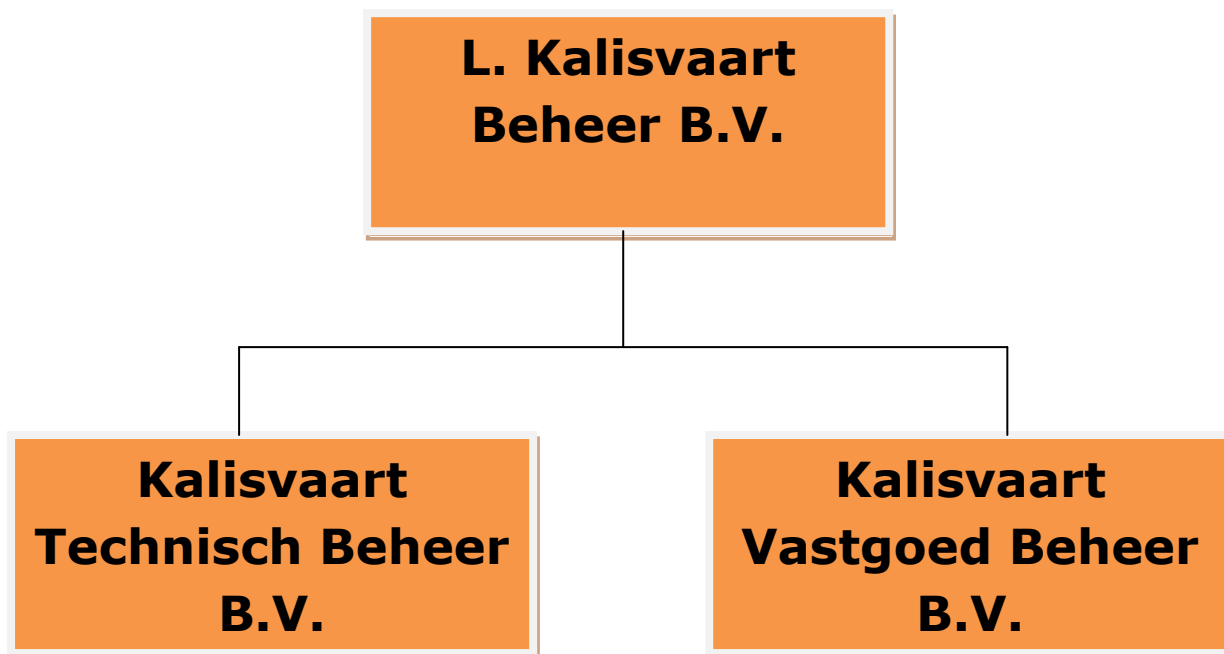 L. Kalisvaart
Beheer B.V.
Kalisvaart
Technisch Beheer
B.V.
Kalisvaart
Vastgoed Beheer
B.V.